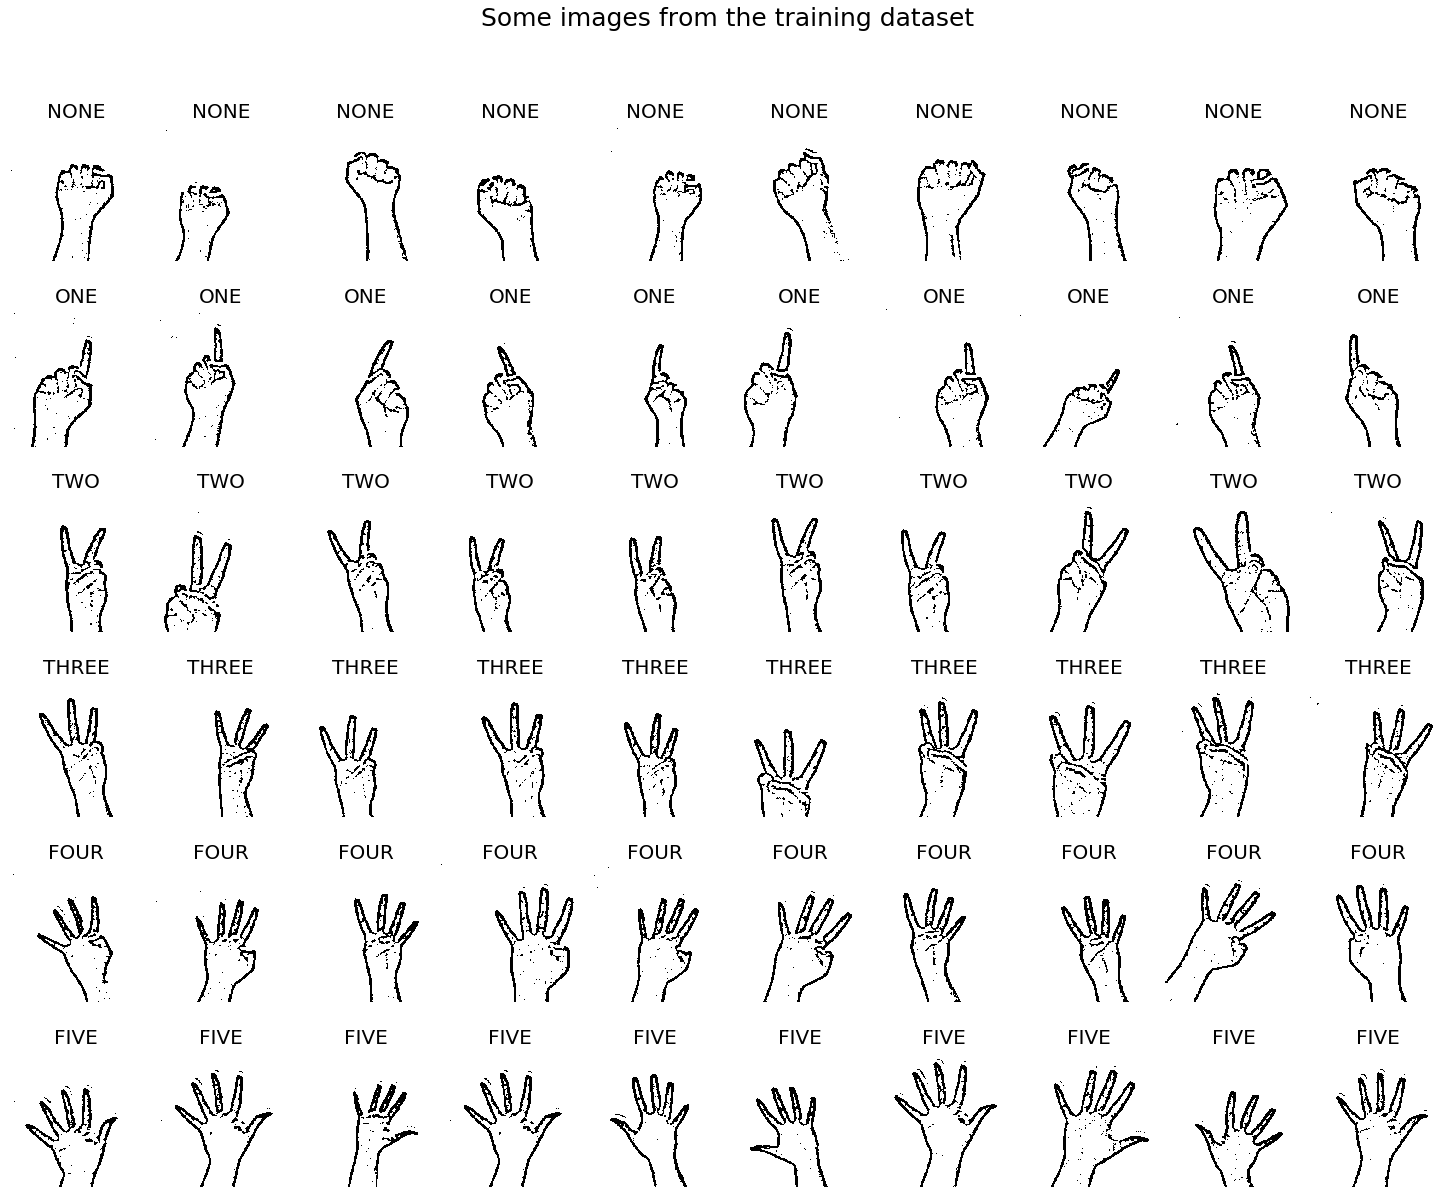 Some images from the training dataset
NONE NONE NONE NONE NONE NONE NONE NONE NONE NONE
ONE ONE ONE ONE ONE ONE ONE ONE ONE ONE
TWO TWO TWO TWO TWO TWO TWO TWO TWO TWO
THREE THREE THREE THREE THREE THREE THREE THREE THREE THREE
FOUR FOUR FOUR FOUR FOUR FOUR FOUR FOUR FOUR FOUR
FIVE FIVE FIVE FIVE FIVE FIVE FIVE FIVE FIVE FIVE